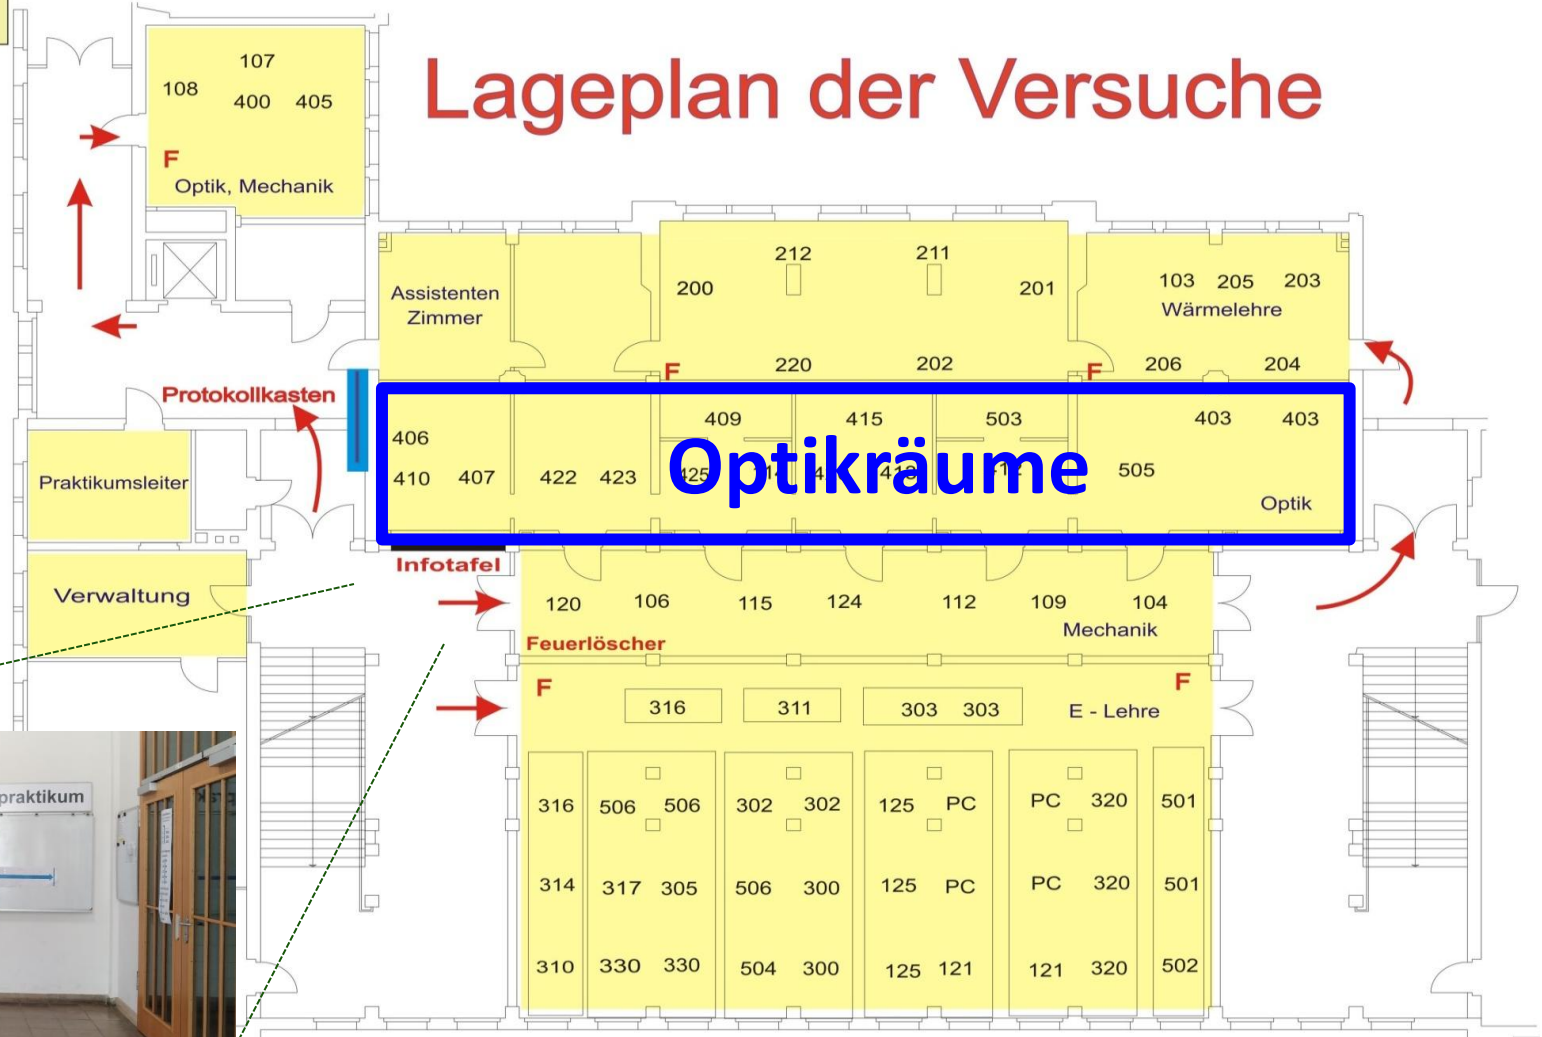 Lageplan der Versuche
107
108 400 405
F
Optik, Mechanik
Assistenten
Zimmer
212 211
200 201
220 202
F
103 205 203
Wärmelehre
F
206 204
Protokollkasten
Praktikumsleiter
Verwaltung
406
410 407
422 423
409 415 503
425
403 403
505
Optik
Optikräume
Infotafel
120 106 115 124 112 109 104
Mechanik
Feuerlöscher
F F
316 311 303 303 E - Lehre
316 506 506 302 302 125 PC PC 320 501
314 317 305 506 300 125 PC PC 320 501
310 330 330 504 300 125 121 121 320 502
praktikum